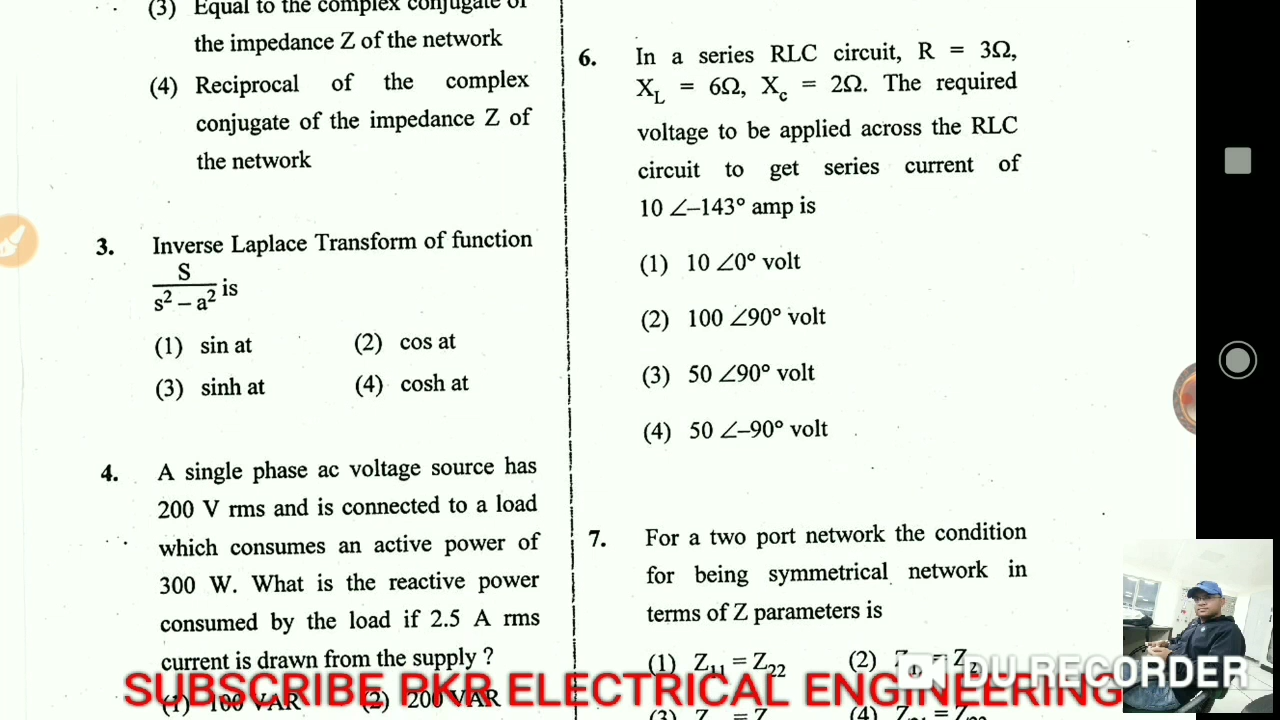 (3) Equal to the complex conjugate of
the impedance Z of the network
(4) Reciprocal of the complex
conjugate of the impedance Z of
the network
3. Inverse Laplace Transform of function
S
s² – a² is
(1) sin at (2) cos at
(3) sinh at (4) cosh at
4. A single phase ac voltage source has
200 V rms and is connected to a load
which consumes an active power of
300 W. What is the reactive power
consumed by the load if 2.5 A rms
current is drawn from the supply ?
(1) 100 VAR (2) 200 VAR
6. In a series RLC circuit, R = 3Ω,
X_L = 6Ω, X_c = 2Ω. The required
voltage to be applied across the RLC
circuit to get series current of
10 ∠–143° amp is
(1) 10 ∠0° volt
(2) 100 ∠90° volt
(3) 50 ∠90° volt
(4) 50 ∠–90° volt
7. For a two port network the condition
for being symmetrical network in
terms of Z parameters is
(1) Z₁₁ = Z₂₂ (2)
(3) (4)
DU RECORDER
SUBSCRIBE PKR ELECTRICAL ENGINEERING